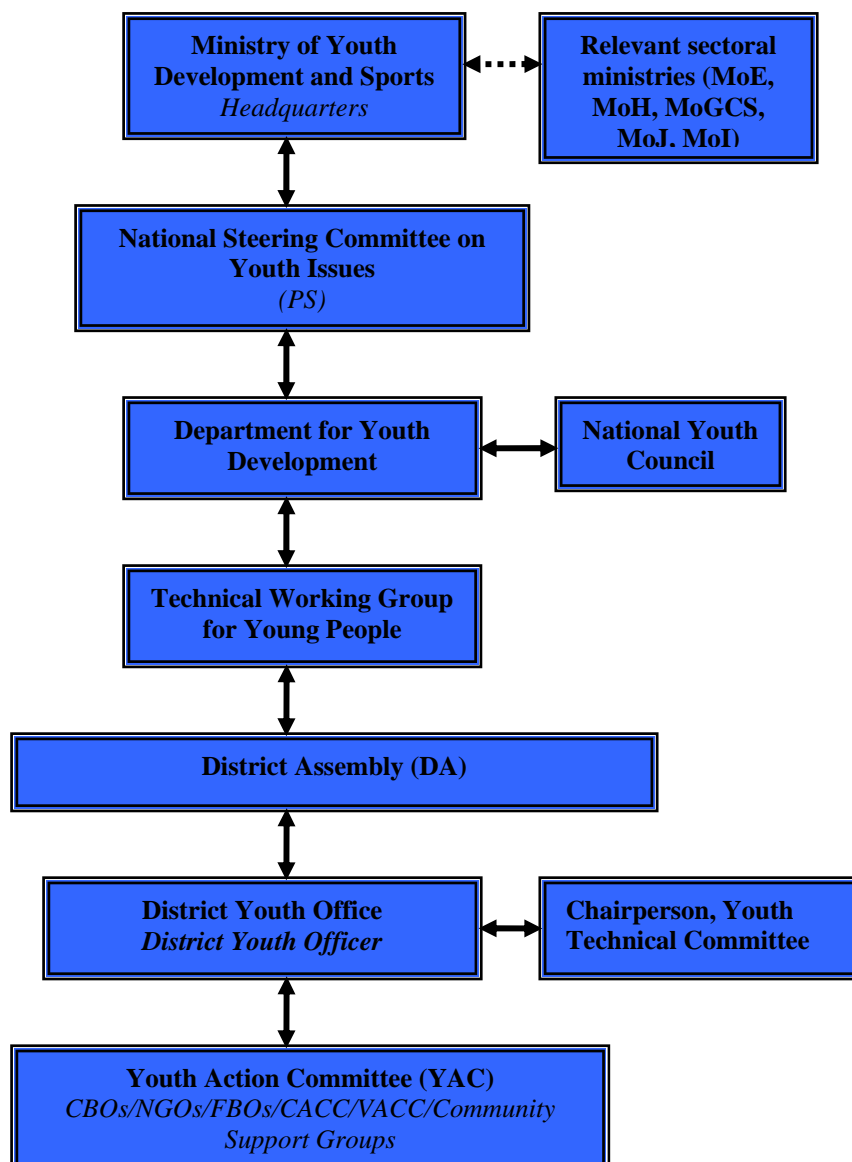 Ministry of Youth
Development and Sports
Headquarters
Relevant sectoral
ministries (MoE,
MoH, MoGCS,
MoJ, MoI)
National Steering Committee on
Youth Issues
(PS)
Department for Youth
Development
National Youth
Council
Technical Working Group
for Young People
District Assembly (DA)
District Youth Office
District Youth Officer
Chairperson, Youth
Technical Committee
Youth Action Committee (YAC)
CBOs/NGOs/FBOs/CACC/VACC/Community
Support Groups